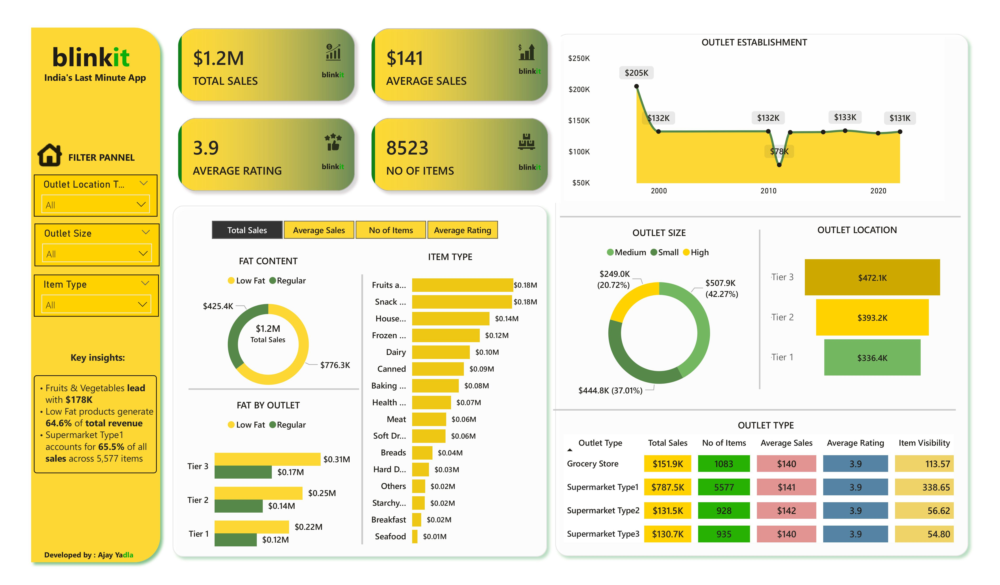 blinkit
India's Last Minute App
FILTER PANNEL
Outlet Location T...
All
Outlet Size
All
Item Type
All
Key insights:
• Fruits & Vegetables lead
with $178K
• Low Fat products generate
64.6% of total revenue
• Supermarket Type1
accounts for 65.5% of all
sales across 5,577 items
Developed by : Ajay Yadla
$1.2M
TOTAL SALES
blinkit
$141
AVERAGE SALES
blinkit
3.9
AVERAGE RATING
blinkit
8523
NO OF ITEMS
blinkit
Total Sales Average Sales No of Items Average Rating
FAT CONTENT
Low Fat Regular
$425.4K
$1.2M
Total Sales
$776.3K
FAT BY OUTLET
Low Fat Regular
Tier 3 $0.31M
$0.17M
Tier 2 $0.25M
$0.14M
Tier 1 $0.22M
$0.12M
ITEM TYPE
Fruits a... $0.18M
Snack ... $0.18M
House... $0.14M
Frozen ... $0.12M
Dairy $0.10M
Canned $0.09M
Baking ... $0.08M
Health ... $0.07M
Meat $0.06M
Soft Dr... $0.06M
Breads $0.04M
Hard D... $0.03M
Others $0.02M
Starchy... $0.02M
Breakfast $0.02M
Seafood $0.01M
OUTLET ESTABLISHMENT
$250K
$200K
$150K
$100K
$50K
$205K
$132K
$132K
$78K
$133K
$131K
2000 2010 2020
OUTLET SIZE
Medium Small High
$249.0K
(20.72%)
$507.9K
(42.27%)
$444.8K (37.01%)
OUTLET LOCATION
Tier 3 $472.1K
Tier 2 $393.2K
Tier 1 $336.4K
OUTLET TYPE
Outlet Type Total Sales No of Items Average Sales Average Rating Item Visibility
Grocery Store $151.9K 1083 $140 3.9 113.57
Supermarket Type1 $787.5K 5577 $141 3.9 338.65
Supermarket Type2 $131.5K 928 $142 3.9 56.62
Supermarket Type3 $130.7K 935 $140 3.9 54.80